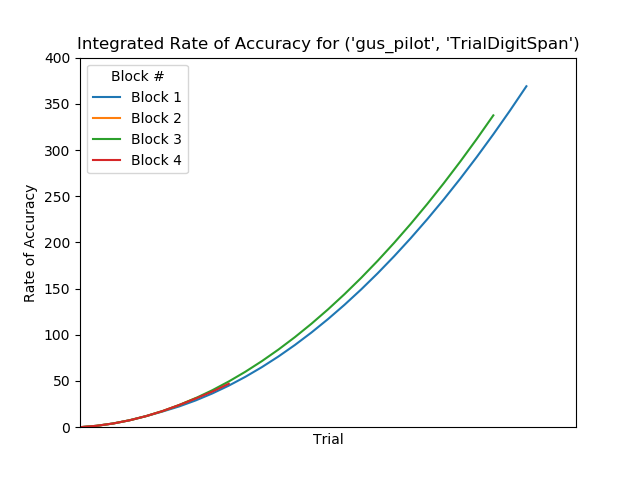 Integrated Rate of Accuracy for ('gus_pilot', 'TrialDigitSpan')
Block #
Block 1
Block 2
Block 3
Block 4
400
350
300
250
200
150
100
50
0
Rate of Accuracy
Trial